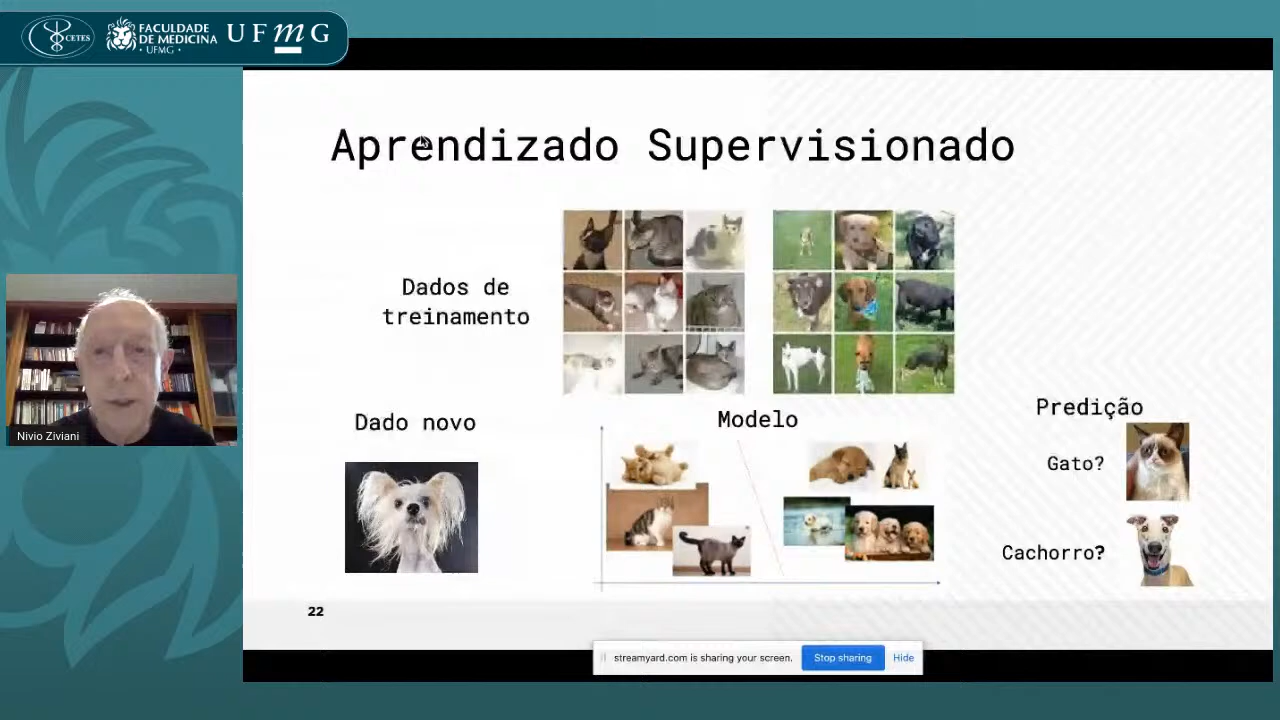 CETES
FACULDADE
DE MEDICINA
· UFMG ·
UFMG
Aprendizado Supervisionado
Dados de
treinamento
Dado novo
Modelo
Predição
Gato?
Cachorro?
22
Nivio Ziviani
streamyard.com is sharing your screen.
Stop sharing
Hide